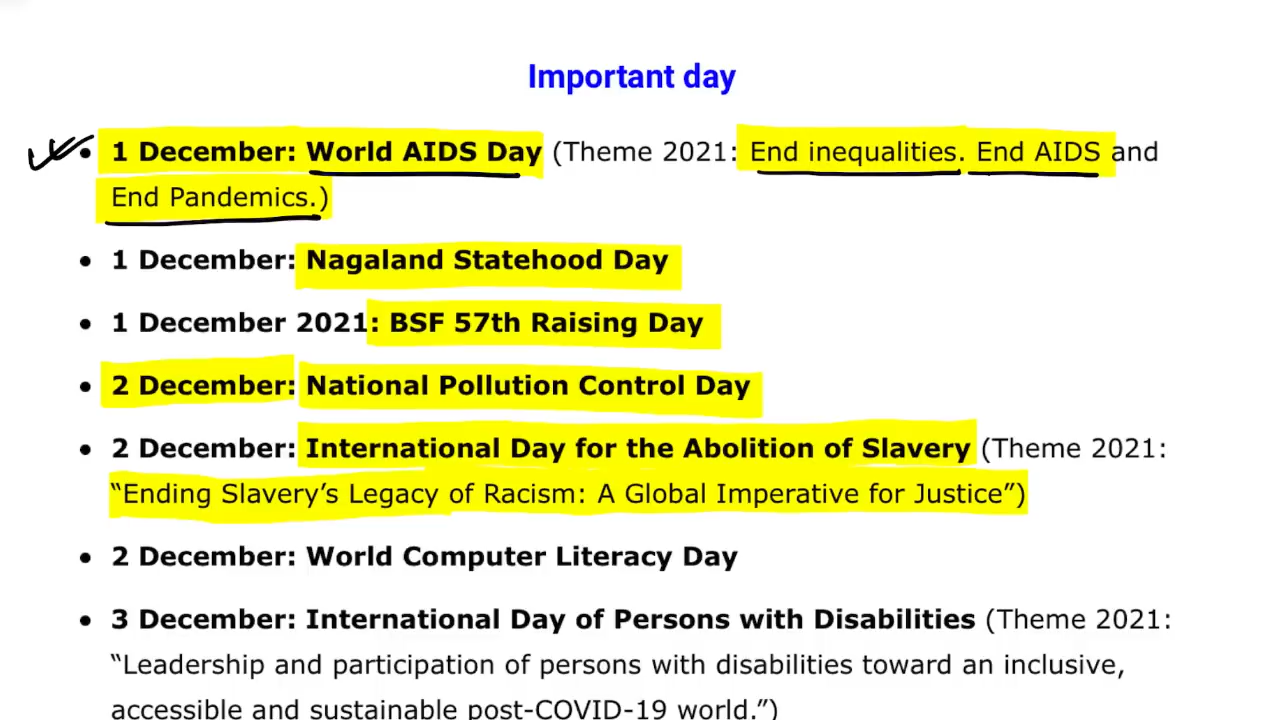 Important day
• 1 December: World AIDS Day (Theme 2021: End inequalities. End AIDS and
End Pandemics.)
• 1 December: Nagaland Statehood Day
• 1 December 2021: BSF 57th Raising Day
• 2 December: National Pollution Control Day
• 2 December: International Day for the Abolition of Slavery (Theme 2021:
“Ending Slavery’s Legacy of Racism: A Global Imperative for Justice”)
• 2 December: World Computer Literacy Day
• 3 December: International Day of Persons with Disabilities (Theme 2021:
“Leadership and participation of persons with disabilities toward an inclusive,
accessible and sustainable post-COVID-19 world.”)